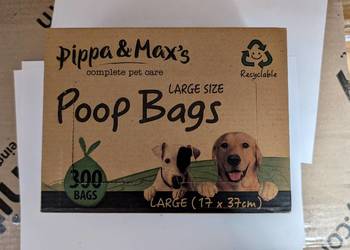 Pippa & Max's
complete pet care
Recyclable
LARGE SIZE
Poop Bags
300
BAGS
LARGE (17 x 37cm)